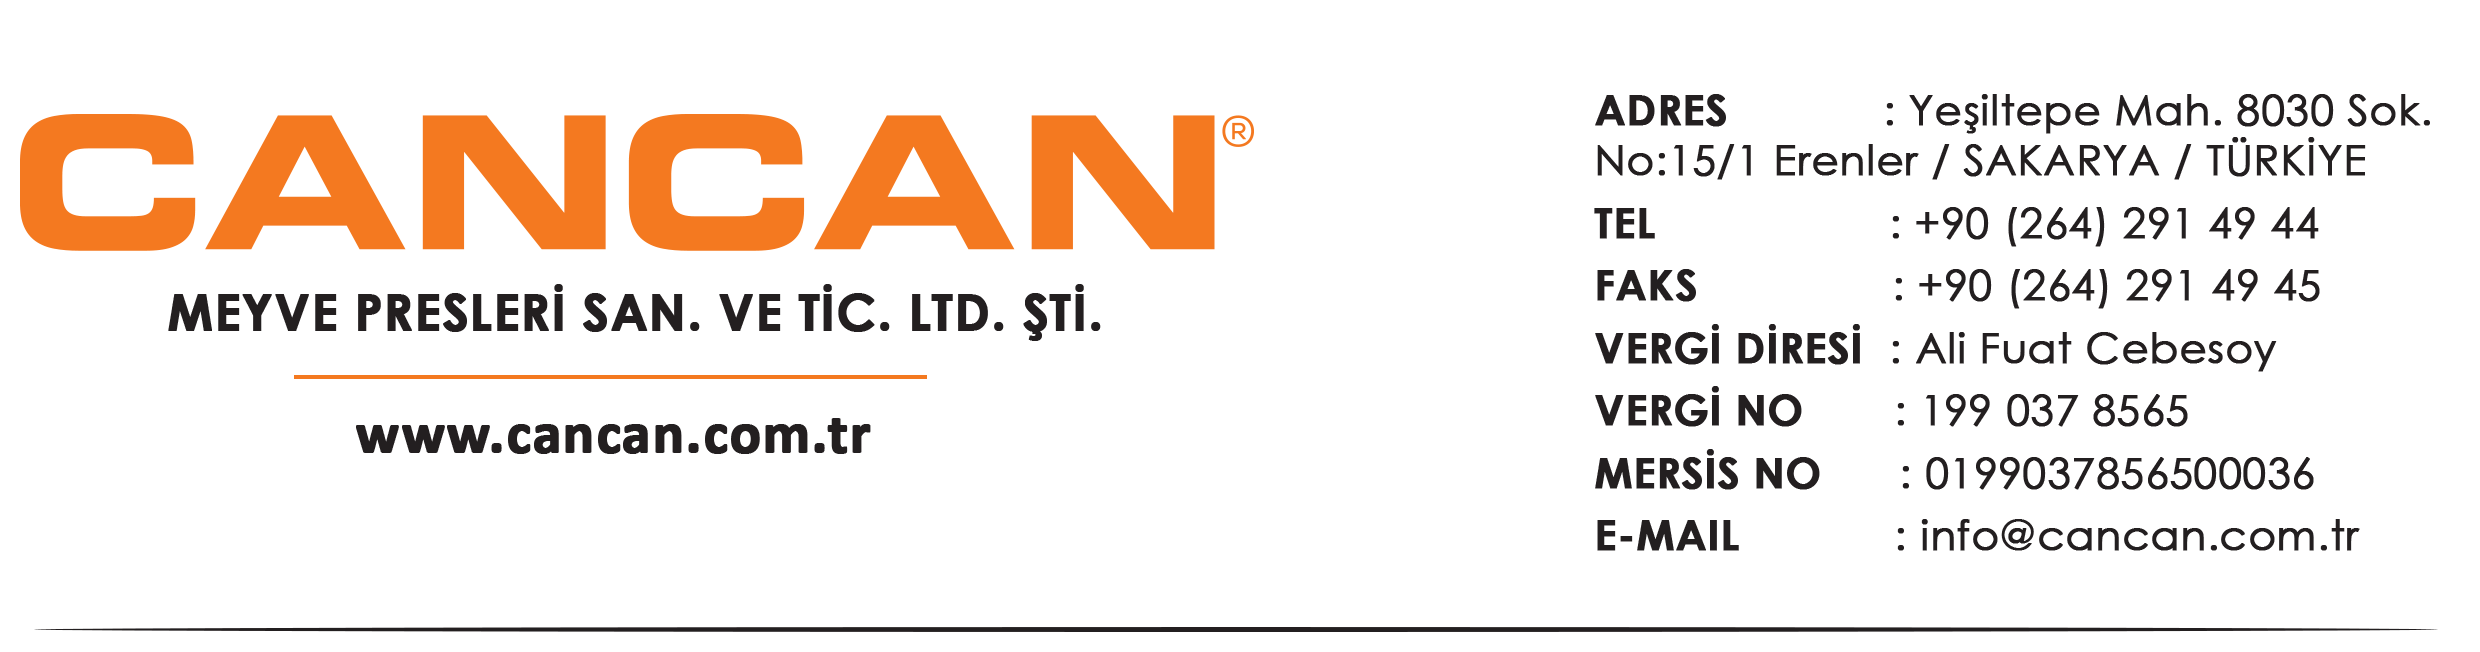 CANCAN®
MEYVE PRESLERİ SAN. VE TİC. LTD. ŞTİ.
www.cancan.com.tr
ADRES : Yeşiltepe Mah. 8030 Sok.
No:15/1 Erenler / SAKARYA / TÜRKİYE
TEL : +90 (264) 291 49 44
FAKS : +90 (264) 291 49 45
VERGİ DİRESİ : Ali Fuat Cebesoy
VERGİ NO : 199 037 8565
MERSİS NO : 0199037856500036
E-MAIL : info@cancan.com.tr